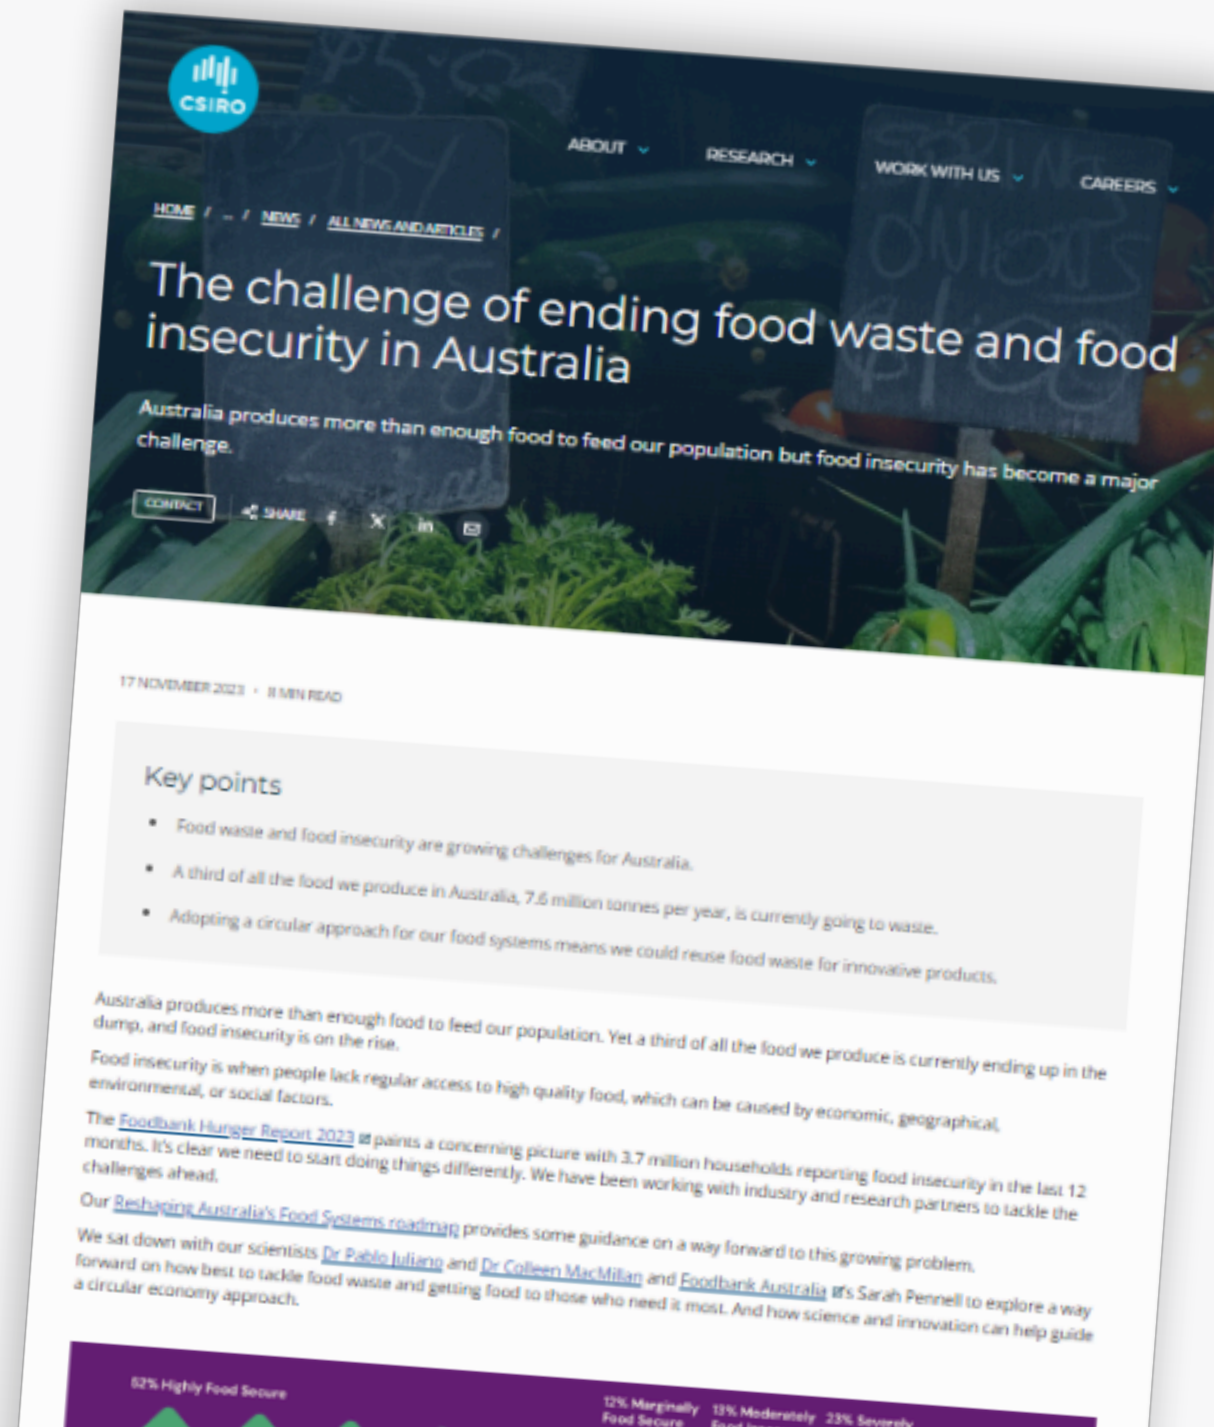 CSIRO
ABOUT RESEARCH WORK WITH US CAREERS
HOME / ... / NEWS / ALL NEWS AND ARTICLES /
The challenge of ending food waste and food
insecurity in Australia
Australia produces more than enough food to feed our population but food insecurity has become a major
challenge.
CONTACT SHARE
17 NOVEMBER 2023 • 8 MIN READ
Key points
• Food waste and food insecurity are growing challenges for Australia.
• A third of all the food we produce in Australia, 7.6 million tonnes per year, is currently going to waste.
• Adopting a circular approach for our food systems means we could reuse food waste for innovative products.
Australia produces more than enough food to feed our population. Yet a third of all the food we produce is currently ending up in the
dump, and food insecurity is on the rise.
Food insecurity is when people lack regular access to high quality food, which can be caused by economic, geographical,
environmental, or social factors.
The Foodbank Hunger Report 2023 paints a concerning picture with 3.7 million households reporting food insecurity in the last 12
months. It's clear we need to start doing things differently. We have been working with industry and research partners to tackle the
challenges ahead.
Our Reshaping Australia's Food Systems roadmap provides some guidance on a way forward to this growing problem.
We sat down with our scientists Dr Pablo Juliano and Dr Colleen MacMillan and Foodbank Australia's Sarah Pennell to explore a way
forward on how best to tackle food waste and getting food to those who need it most. And how science and innovation can help guide
a circular economy approach.
52% Highly Food Secure
12% Marginally 13% Moderately 23% Severely
Food Secure